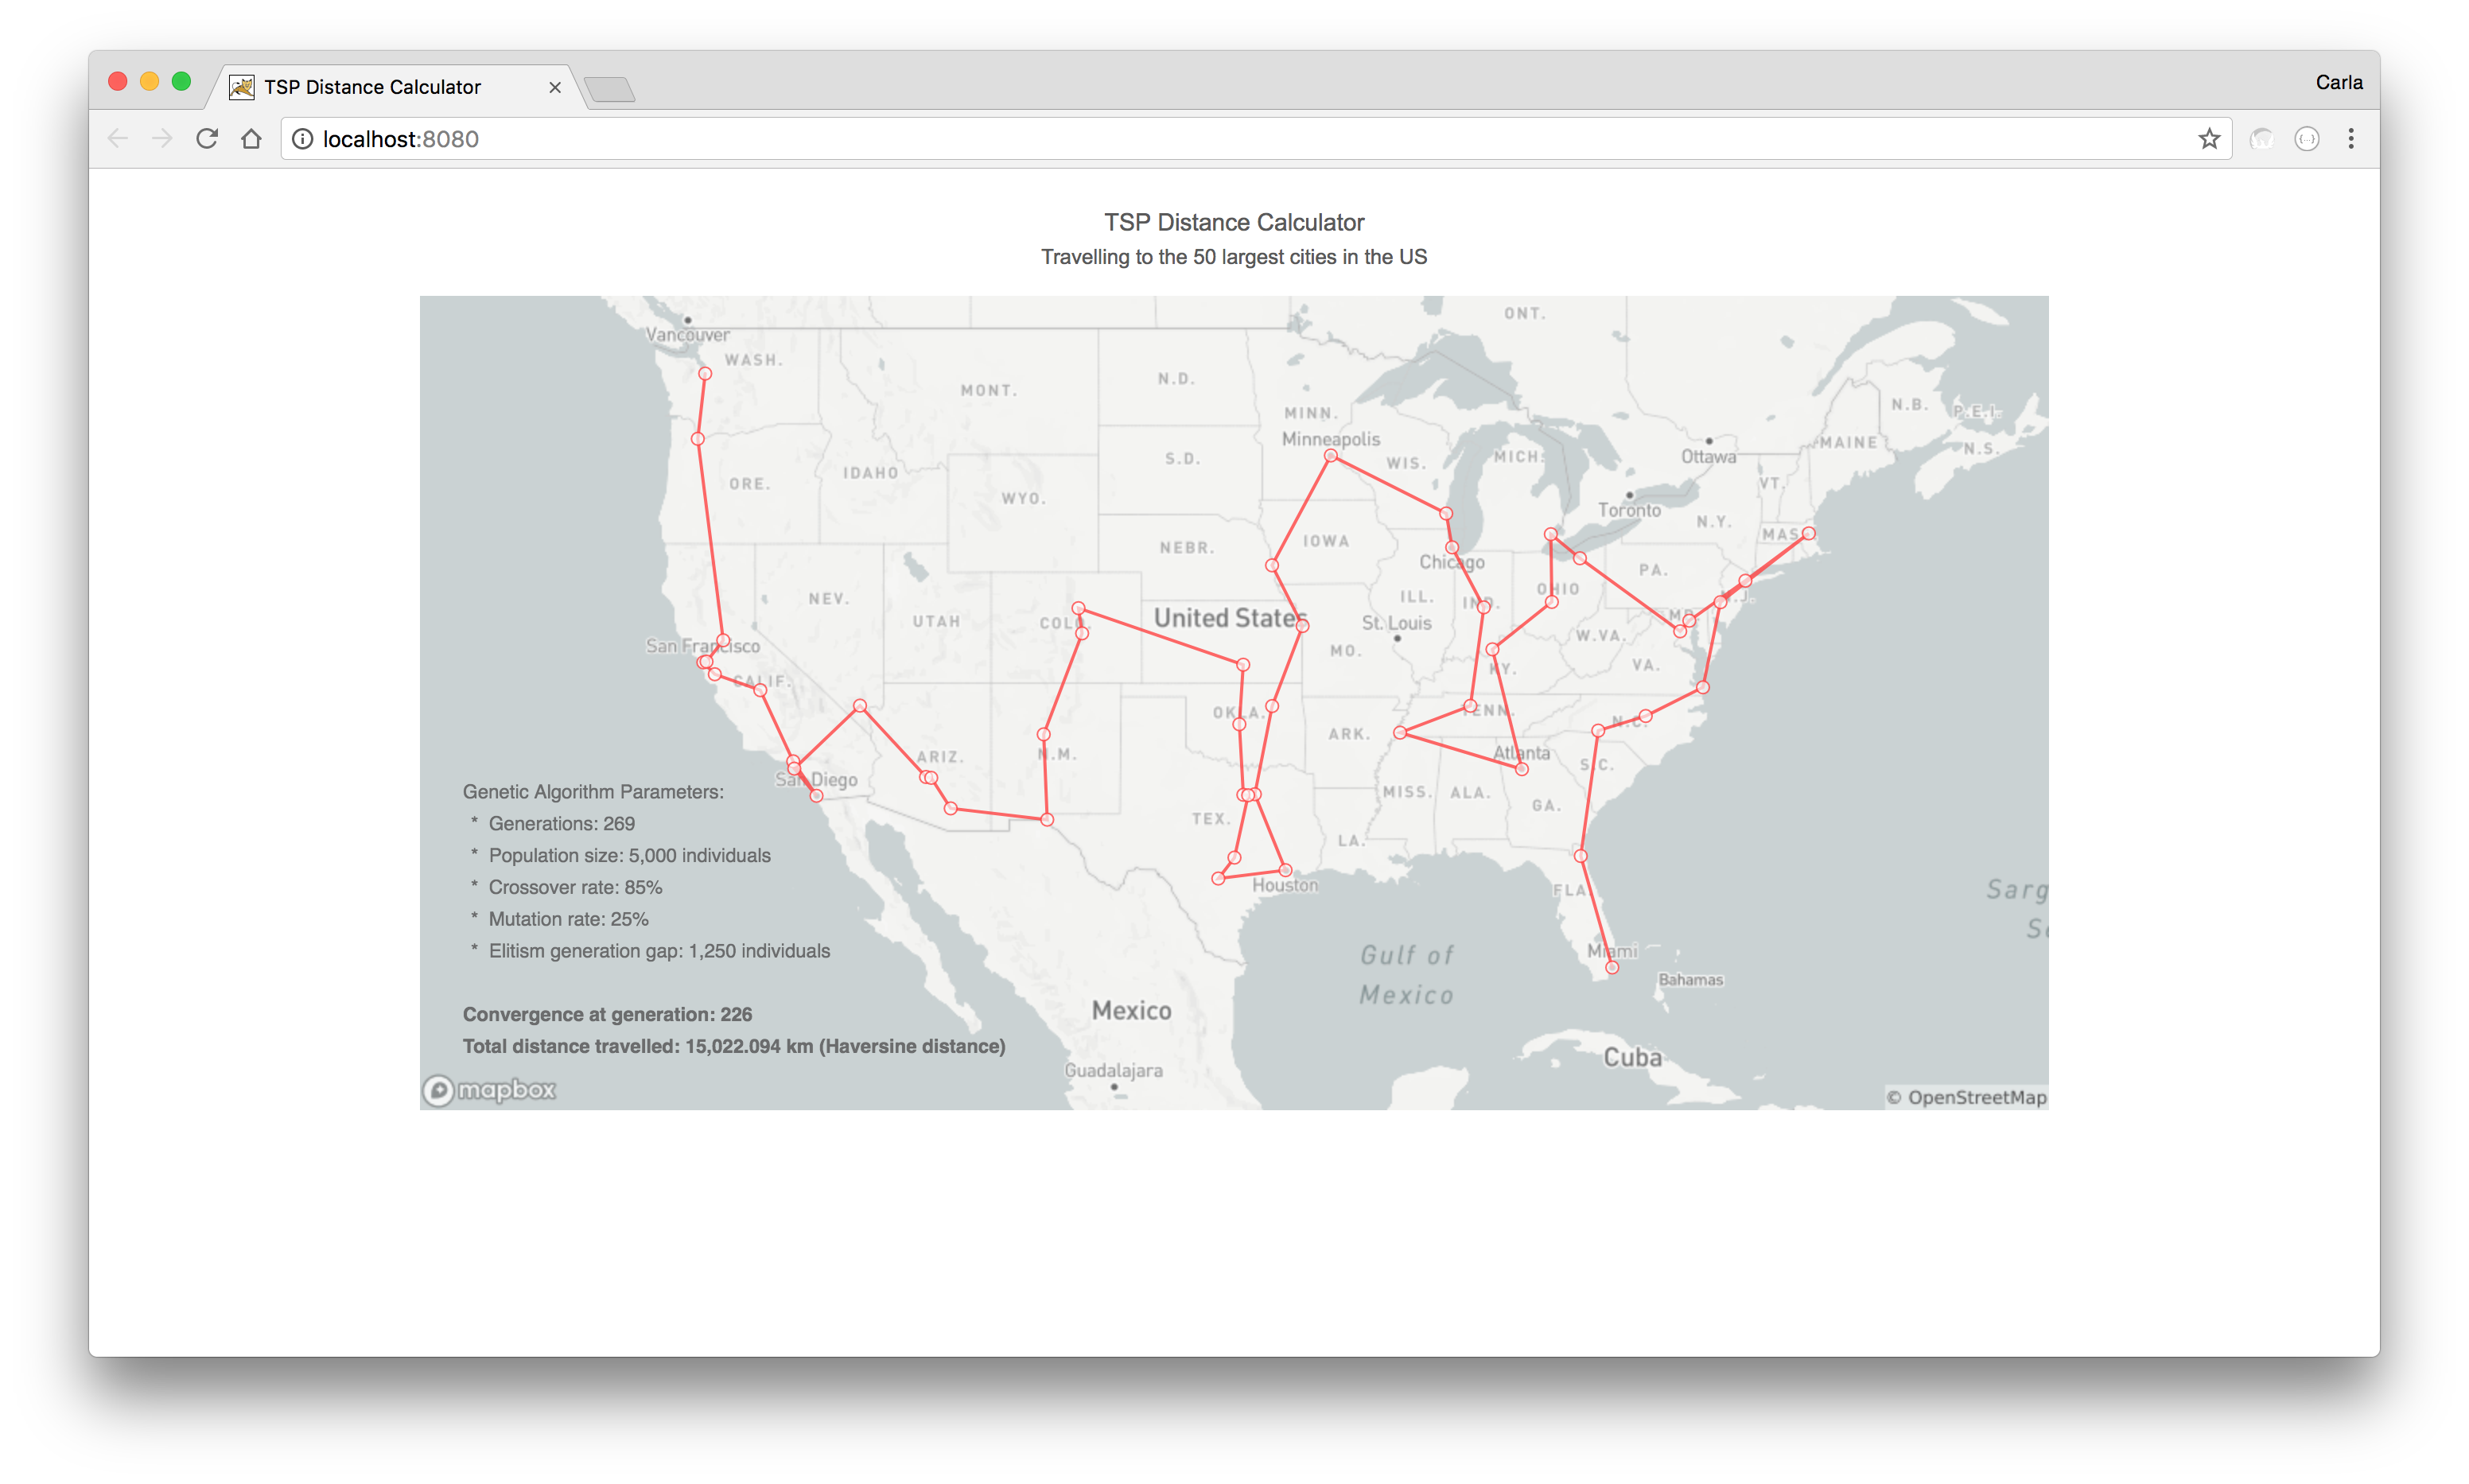 TSP Distance Calculator
Carla
localhost:8080
TSP Distance Calculator
Travelling to the 50 largest cities in the US
ONT.
Vancouver
WASH.
MONT.
N.D.
MINN.
N.B.
P.E.I.
Minneapolis
MAINE
N.S.
ORE.
IDAHO
S.D.
WIS.
MICH.
Ottawa
WYO.
VT.
Toronto
N.Y.
NEBR.
IOWA
MAS
Chicago
PA.
NEV.
ILL.
IND.
OHIO
N.J.
UTAH
COLO.
United States
St. Louis
MD.
W.VA.
San Francisco
MO.
KY.
VA.
CALIF.
OKLA.
TENN.
N.C.
ARK.
ARIZ.
N.M.
Atlanta
S.C.
San Diego
MISS.
ALA.
GA.
TEX.
LA.
Genetic Algorithm Parameters:
* Generations: 269
* Population size: 5,000 individuals
* Crossover rate: 85%
* Mutation rate: 25%
* Elitism generation gap: 1,250 individuals
Houston
FLA
Sarg
S
Gulf of
Mexico
Miami
Bahamas
Convergence at generation: 226
Total distance travelled: 15,022.094 km (Haversine distance)
Mexico
Cuba
Guadalajara
mapbox
© OpenStreetMap